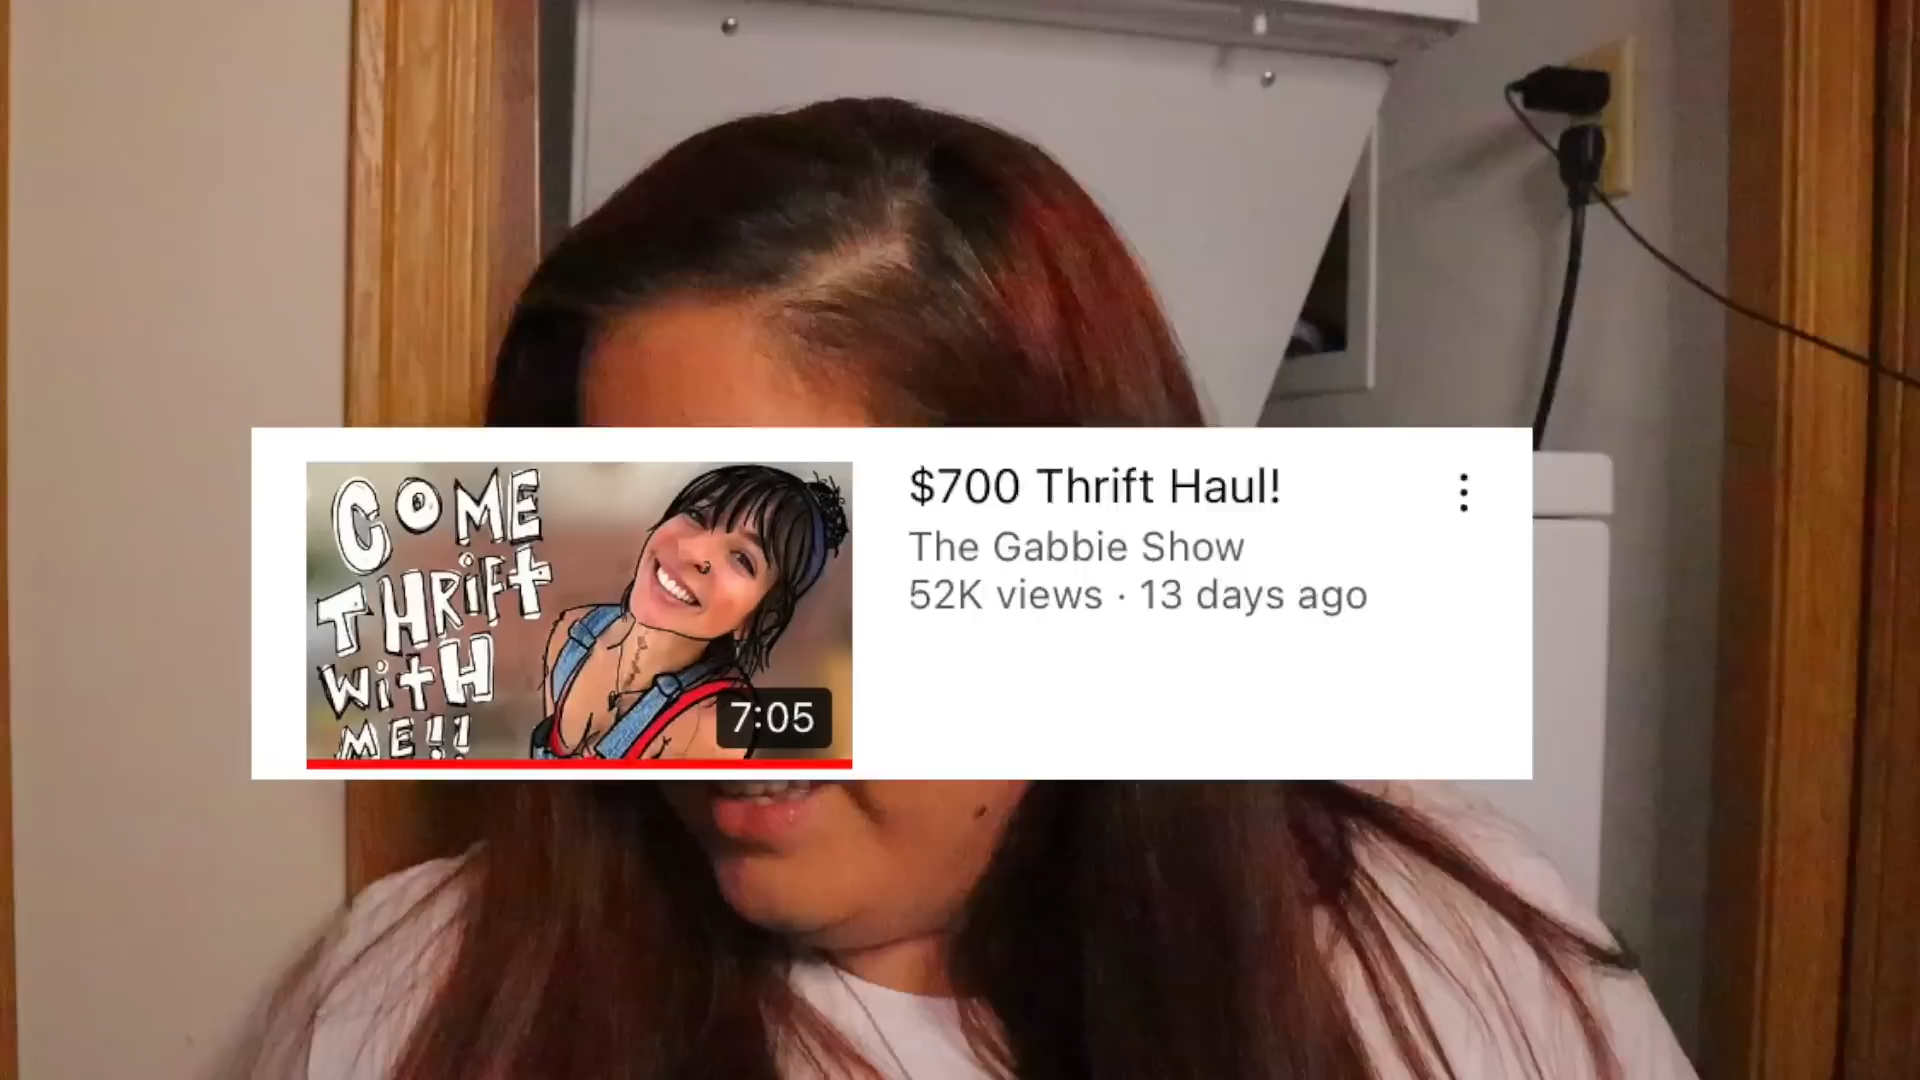 COME
THRIFT
WITH
ME!!
7:05
$700 Thrift Haul!
The Gabbie Show
52K views · 13 days ago